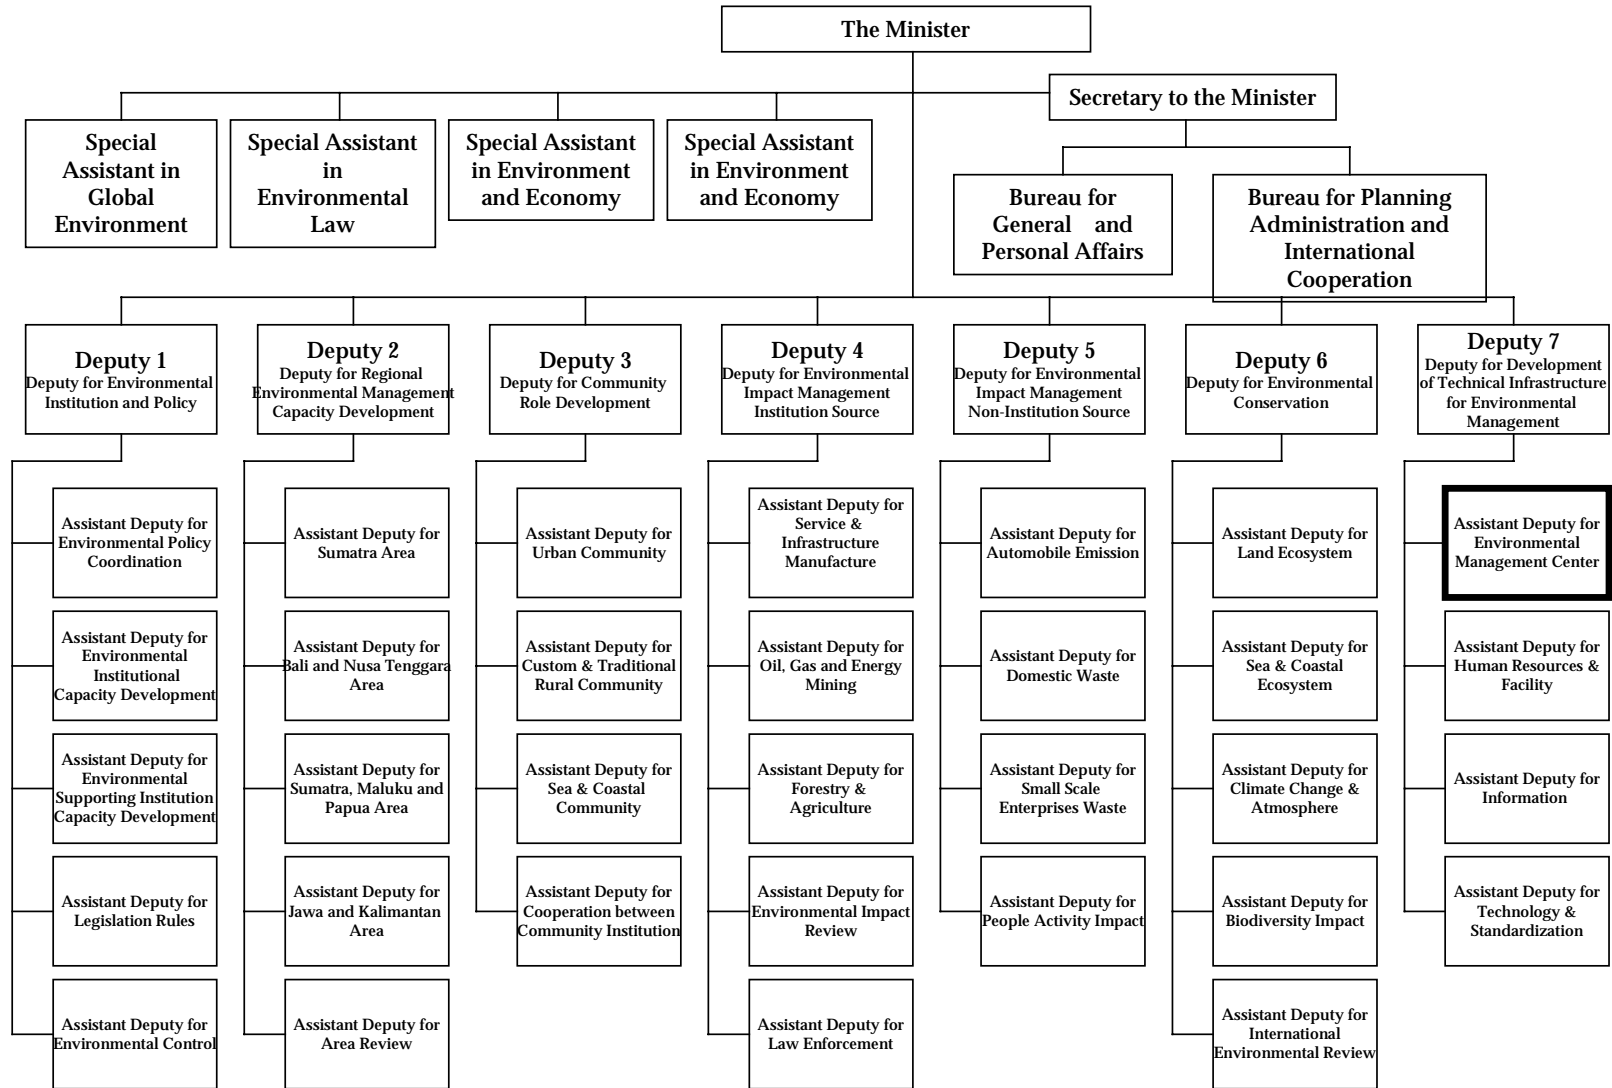 The Minister
Secretary to the Minister
Special
Assistant in
Global
Environment
Special Assistant
in
Environmental
Law
Special Assistant
in Environment
and Economy
Special Assistant
in Environment
and Economy
Bureau for
General and
Personal Affairs
Bureau for Planning
Administration and
International
Cooperation
Deputy 1
Deputy for Environmental
Institution and Policy
Deputy 2
Deputy for Regional
Environmental Management
Capacity Development
Deputy 3
Deputy for Community
Role Development
Deputy 4
Deputy for Environmental
Impact Management
Institution Source
Deputy 5
Deputy for Environmental
Impact Management
Non-Institution Source
Deputy 6
Deputy for Environmental
Conservation
Deputy 7
Deputy for Development
of Technical Infrastructure
for Environmental
Management
Assistant Deputy for
Environmental Policy
Coordination
Assistant Deputy for
Environmental
Institutional
Capacity Development
Assistant Deputy for
Environmental
Supporting Institution
Capacity Development
Assistant Deputy for
Legislation Rules
Assistant Deputy for
Environmental Control
Assistant Deputy for
Sumatra Area
Assistant Deputy for
Bali and Nusa Tenggara
Area
Assistant Deputy for
Sumatra, Maluku and
Papua Area
Assistant Deputy for
Jawa and Kalimantan
Area
Assistant Deputy for
Area Review
Assistant Deputy for
Urban Community
Assistant Deputy for
Custom & Traditional
Rural Community
Assistant Deputy for
Sea & Coastal
Community
Assistant Deputy for
Cooperation between
Community Institution
Assistant Deputy for
Service &
Infrastructure
Manufacture
Assistant Deputy for
Oil, Gas and Energy
Mining
Assistant Deputy for
Forestry &
Agriculture
Assistant Deputy for
Environmental Impact
Review
Assistant Deputy for
Law Enforcement
Assistant Deputy for
Automobile Emission
Assistant Deputy for
Domestic Waste
Assistant Deputy for
Small Scale
Enterprises Waste
Assistant Deputy for
People Activity Impact
Assistant Deputy for
Land Ecosystem
Assistant Deputy for
Sea & Coastal
Ecosystem
Assistant Deputy for
Climate Change &
Atmosphere
Assistant Deputy for
Biodiversity Impact
Assistant Deputy for
International
Environmental Review
Assistant Deputy for
Environmental
Management Center
Assistant Deputy for
Human Resources &
Facility
Assistant Deputy for
Information
Assistant Deputy for
Technology &
Standardization